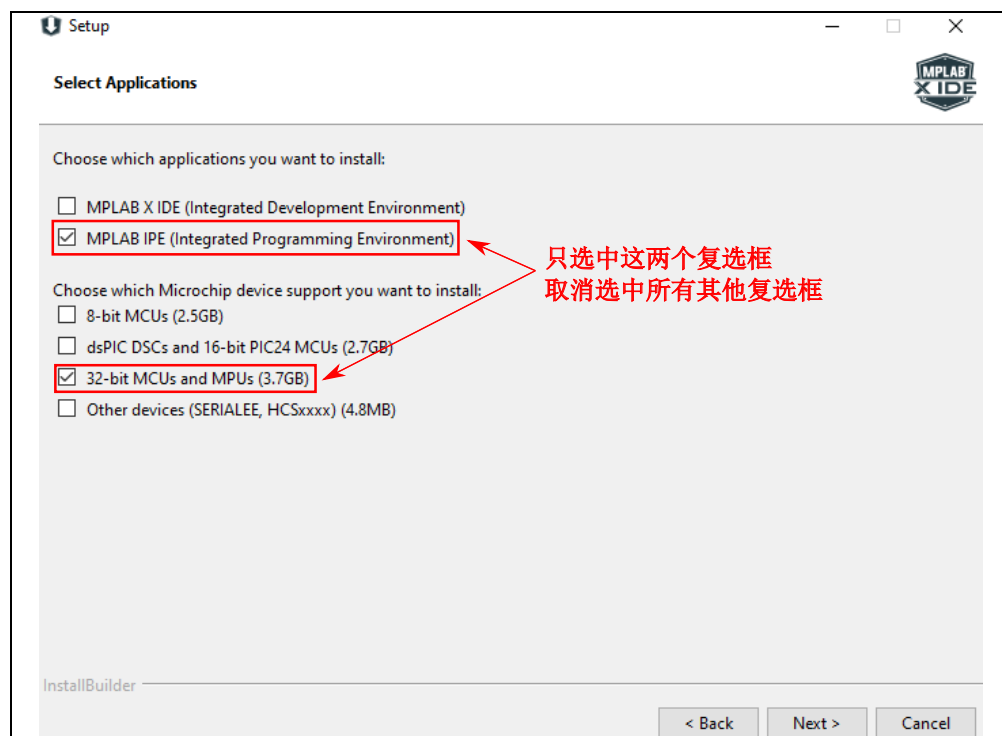 Setup
Select Applications
MPLAB
X IDE
Choose which applications you want to install:
MPLAB X IDE (Integrated Development Environment)
MPLAB IPE (Integrated Programming Environment)
只选中这两个复选框
取消选中所有其他复选框
Choose which Microchip device support you want to install:
8-bit MCUs (2.5GB)
dsPIC DSCs and 16-bit PIC24 MCUs (2.7GB)
32-bit MCUs and MPUs (3.7GB)
Other devices (SERIALEE, HCSxxxx) (4.8MB)
InstallBuilder
< Back
Next >
Cancel